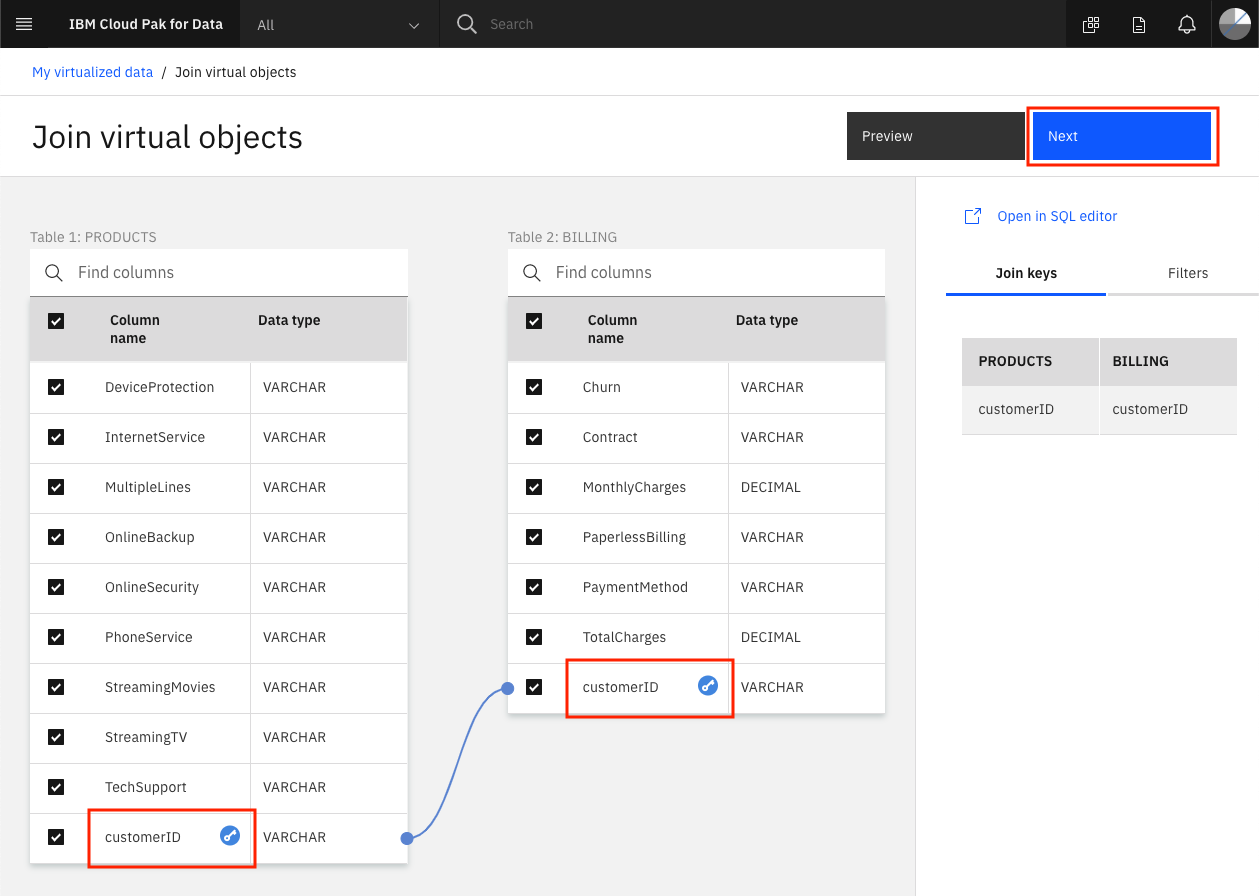 IBM Cloud Pak for Data
All
Search
My virtualized data / Join virtual objects
Join virtual objects
Preview
Next
Table 1: PRODUCTS
Find columns
Column name
Data type
DeviceProtection VARCHAR
InternetService VARCHAR
MultipleLines VARCHAR
OnlineBackup VARCHAR
OnlineSecurity VARCHAR
PhoneService VARCHAR
StreamingMovies VARCHAR
StreamingTV VARCHAR
TechSupport VARCHAR
customerID VARCHAR
Table 2: BILLING
Find columns
Column name
Data type
Churn VARCHAR
Contract VARCHAR
MonthlyCharges DECIMAL
PaperlessBilling VARCHAR
PaymentMethod VARCHAR
TotalCharges DECIMAL
customerID VARCHAR
Open in SQL editor
Join keys
Filters
PRODUCTS BILLING
customerID customerID